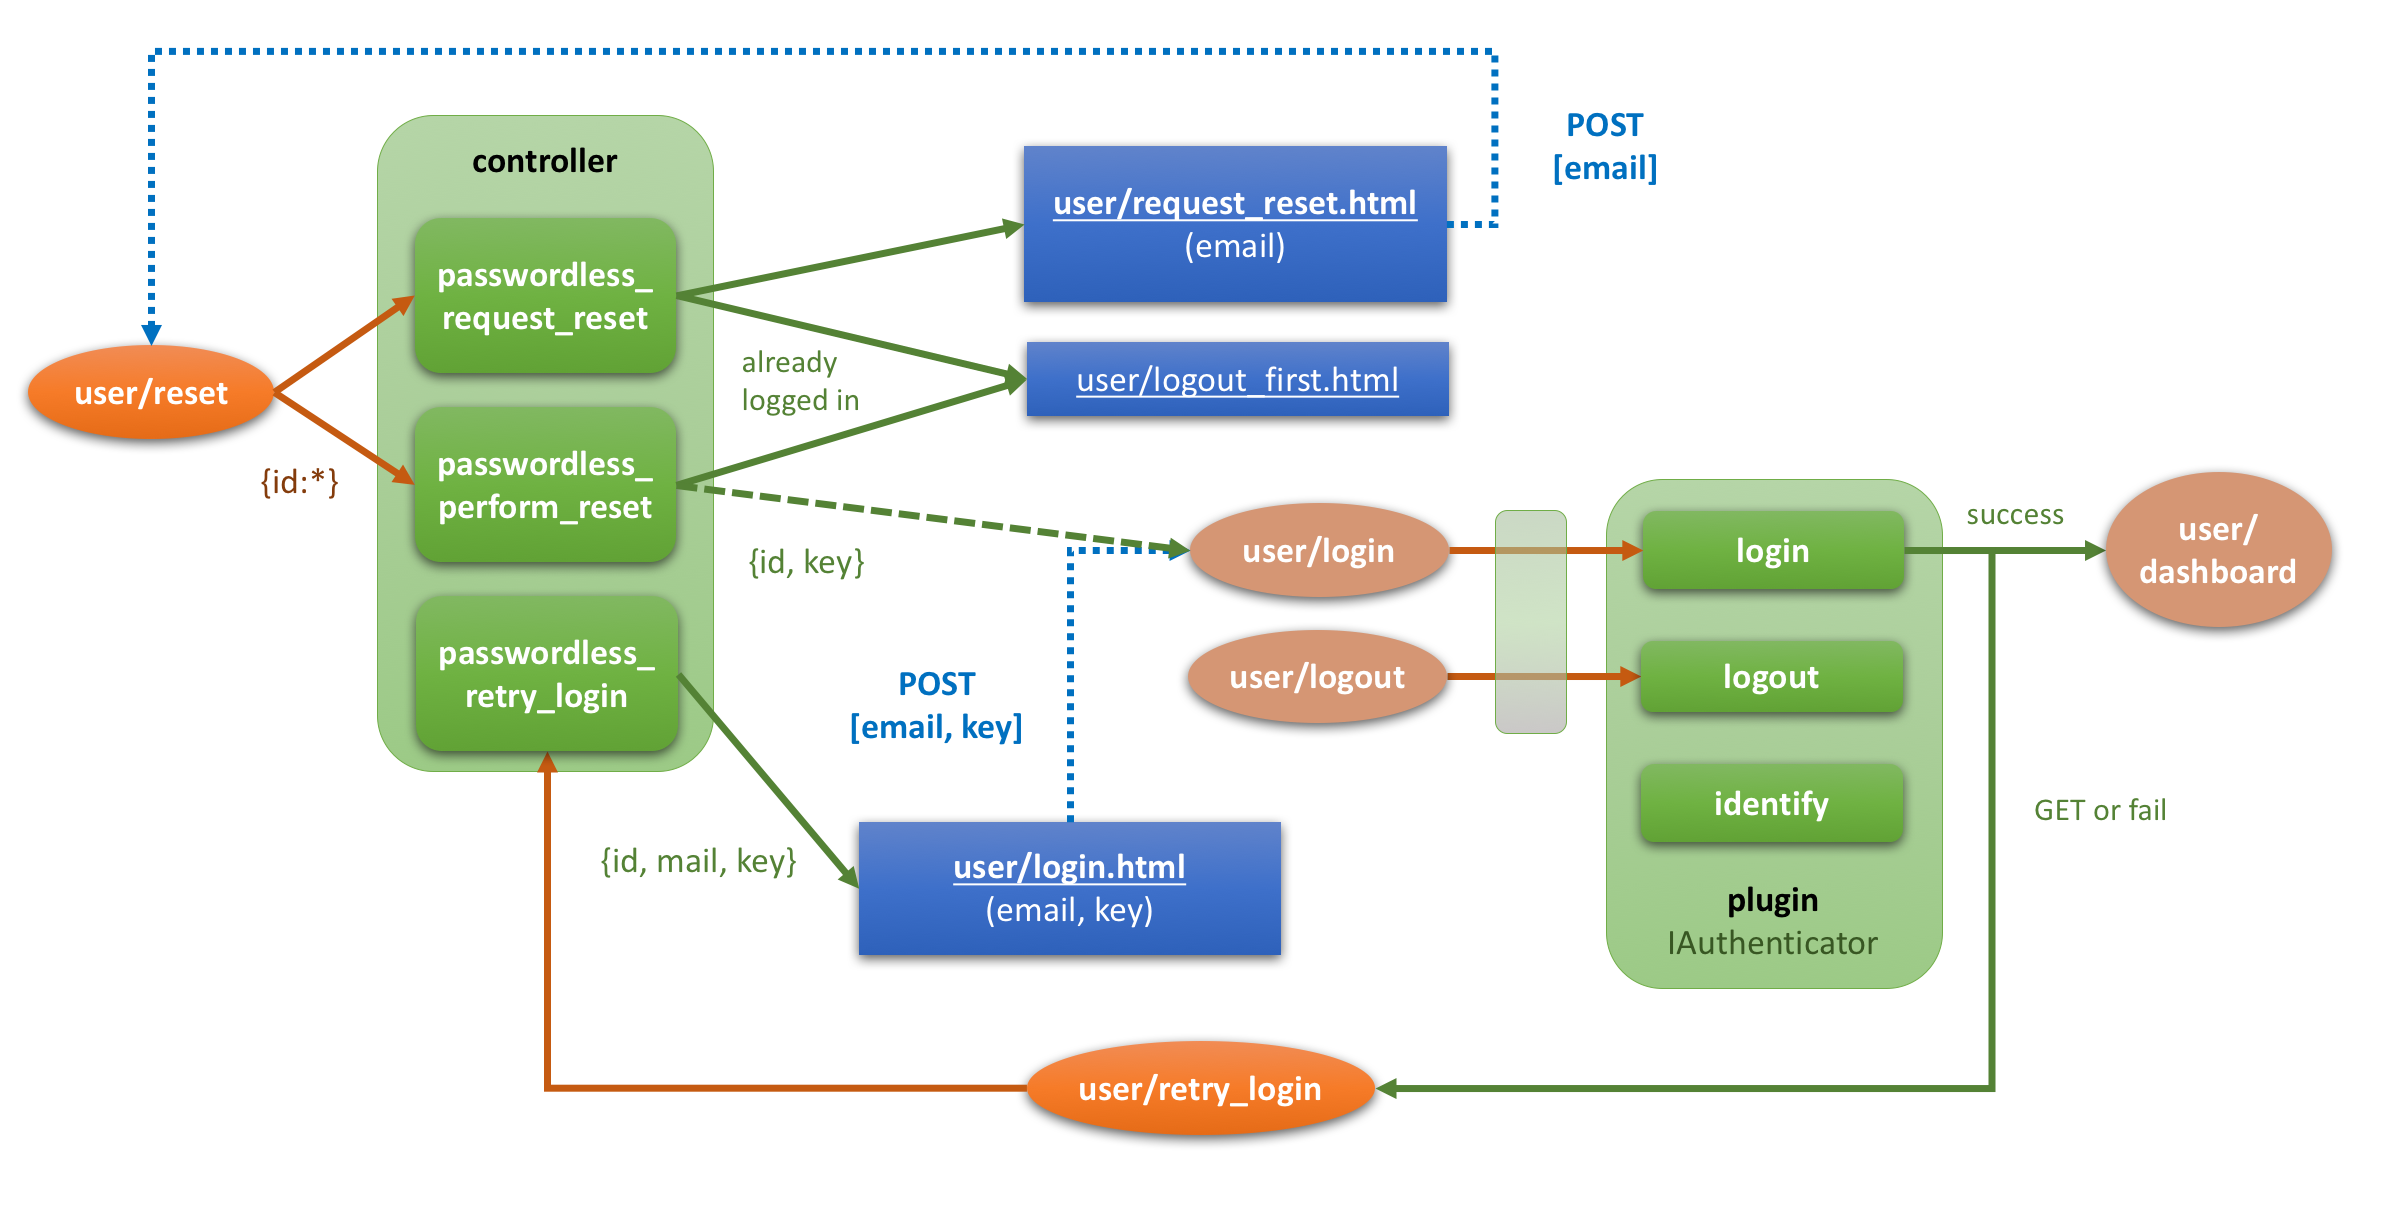 POST
[email]
controller
user/request_reset.html
(email)
passwordless_
request_reset
already
logged in
user/logout_first.html
user/reset
{id:*}
passwordless_
perform_reset
{id, key}
user/login
login
success
user/
dashboard
passwordless_
retry_login
POST
[email, key]
user/logout
logout
identify
GET or fail
{id, mail, key}
user/login.html
(email, key)
plugin
IAuthenticator
user/retry_login